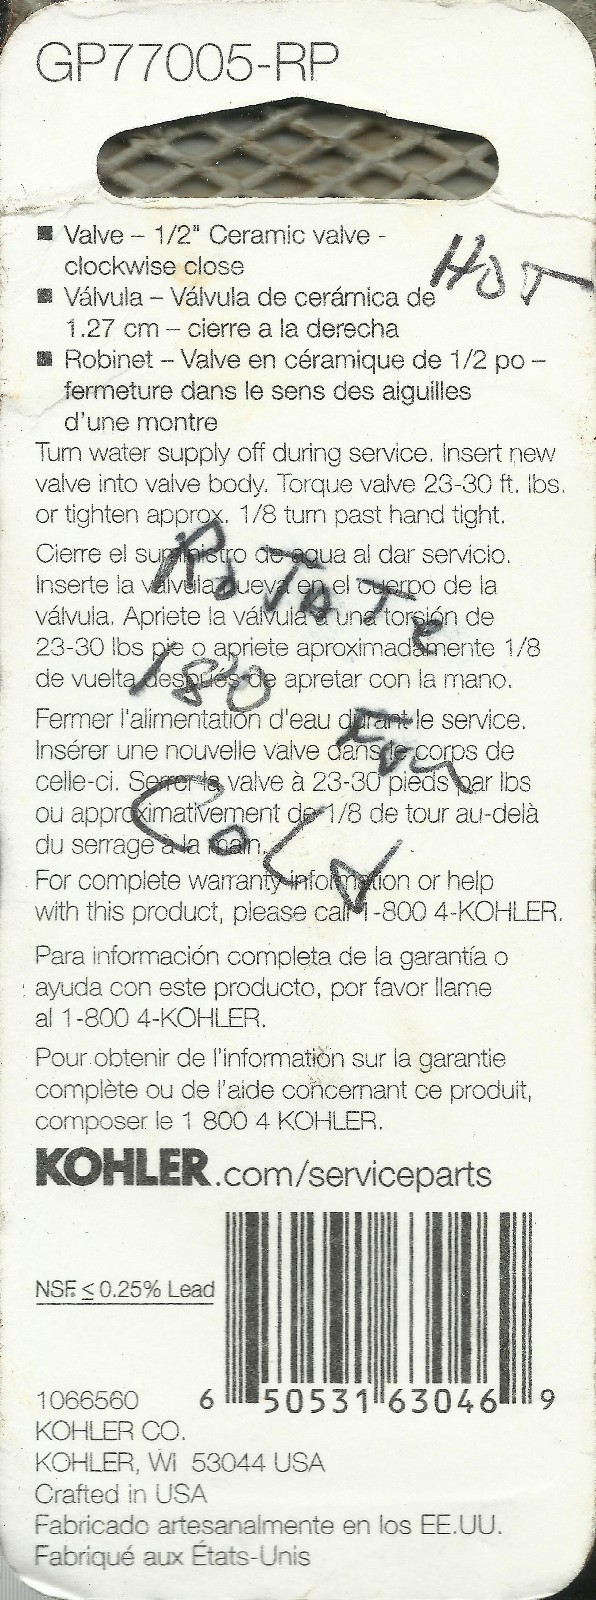 GP77005-RP
■ Valve – 1/2" Ceramic valve -
clockwise close
HOT
■ Válvula – Válvula de cerámica de
1.27 cm – cierre a la derecha
■ Robinet – Valve en céramique de 1/2 po –
fermeture dans le sens des aiguilles
d'une montre
Turn water supply off during service. Insert new
valve into valve body. Torque valve 23-30 ft. lbs.
or tighten approx. 1/8 turn past hand tight.
Cierre el suministro de agua al dar servicio.
Inserte la válvula nueva en el cuerpo de la
válvula. Apriete la válvula a una torsión de
23-30 lbs pie o apriete aproximadamente 1/8
de vuelta después de apretar con la mano.
RoTaTe
180 For
COLD
Fermer l'alimentation d'eau durant le service.
Insérer une nouvelle valve dans le corps de
celle-ci. Serrer la valve à 23-30 pieds par lbs
ou approximativement de 1/8 de tour au-delà
du serrage à la main.
For complete warranty information or help
with this product, please call 1-800 4-KOHLER.
Para información completa de la garantía o
ayuda con este producto, por favor llame
al 1-800 4-KOHLER.
Pour obtenir de l'information sur la garantie
complète ou de l'aide concernant ce produit,
composer le 1 800 4 KOHLER.
KOHLER.com/serviceparts
NSF. ≤ 0.25% Lead
6 50531 63046 9
1066560
KOHLER CO.
KOHLER, Wi 53044 USA
Crafted in USA
Fabricado artesanalmente en los EE.UU.
Fabriqué aux États-Unis